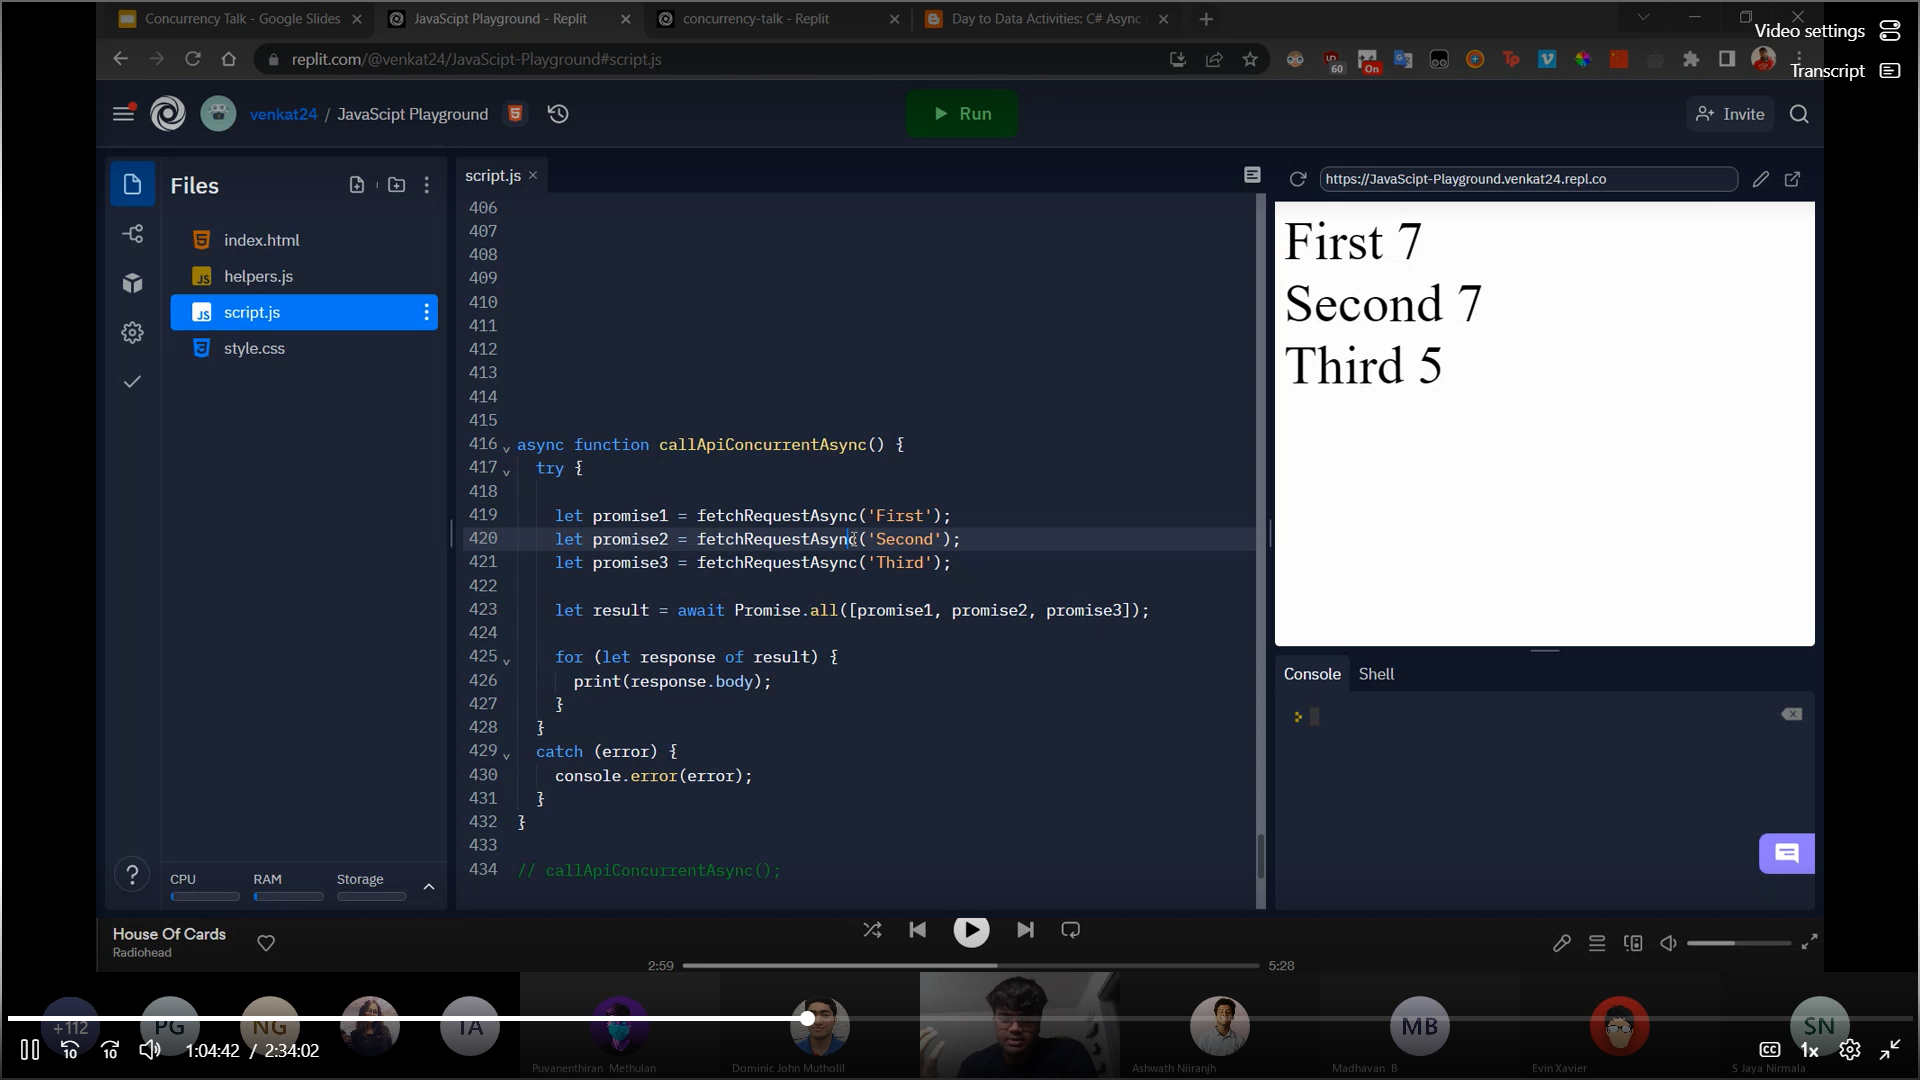 Concurrency Talk - Google Slides
JavaScipt Playground - Replit
concurrency-talk - Replit
Day to Data Activities: C# Async
Video settings
replit.com/@venkat24/JavaScipt-Playground#script.js
60
On
Transcript
venkat24 / JavaScipt Playground
Run
Invite
Files
script.js
https://JavaScipt-Playground.venkat24.repl.co
index.html
helpers.js
script.js
style.css
406
407
408
409
410
411
412
413
414
415
416 async function callApiConcurrentAsync() {
417 try {
418
419 let promise1 = fetchRequestAsync('First');
420 let promise2 = fetchRequestAsync('Second');
421 let promise3 = fetchRequestAsync('Third');
422
423 let result = await Promise.all([promise1, promise2, promise3]);
424
425 for (let response of result) {
426 print(response.body);
427 }
428 }
429 catch (error) {
430 console.error(error);
431 }
432 }
433
434 // callApiConcurrentAsync();
First 7
Second 7
Third 5
Console
Shell
CPU
RAM
Storage
House Of Cards
Radiohead
2:59
5:28
+112
PG
NG
TA
MB
SN
1:04:42 / 2:34:02
10
10
CC
1x
Puvanenthiran Methulan
Dominic John Mutholil
Ashwath Niiranjh
Madhavan B
Evin Xavier
S Jaya Nirmala